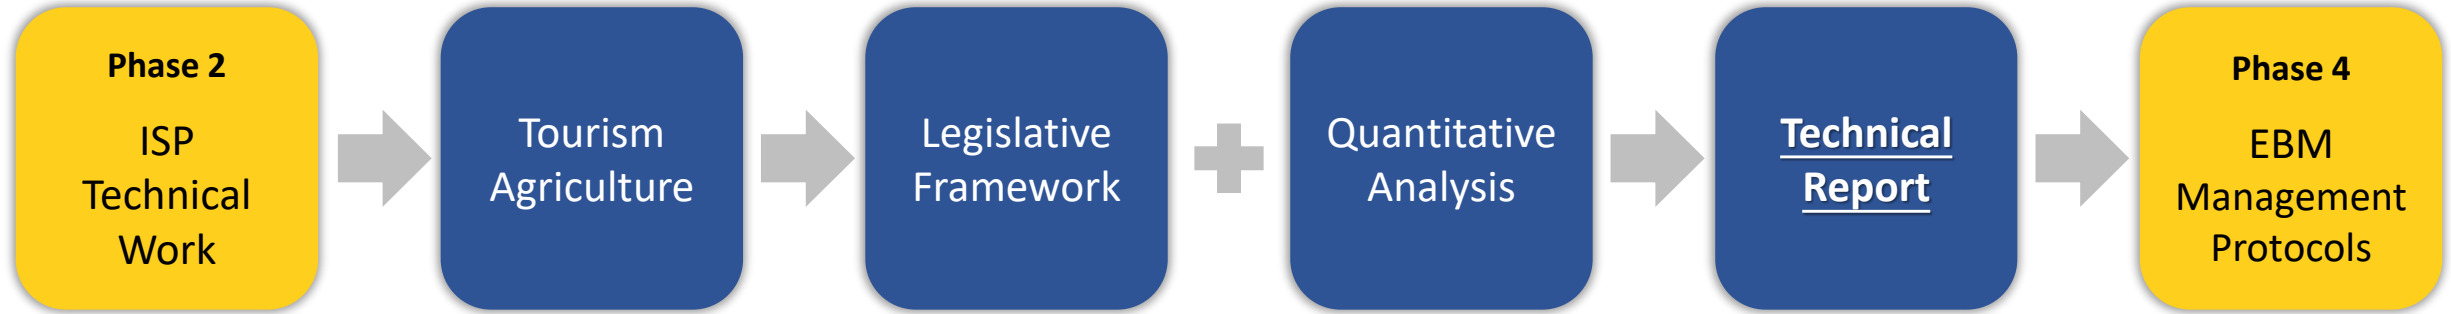 Phase 2
ISP
Technical
Work
Tourism
Agriculture
Legislative
Framework
Quantitative
Analysis
Technical
Report
Phase 4
EBM
Management
Protocols